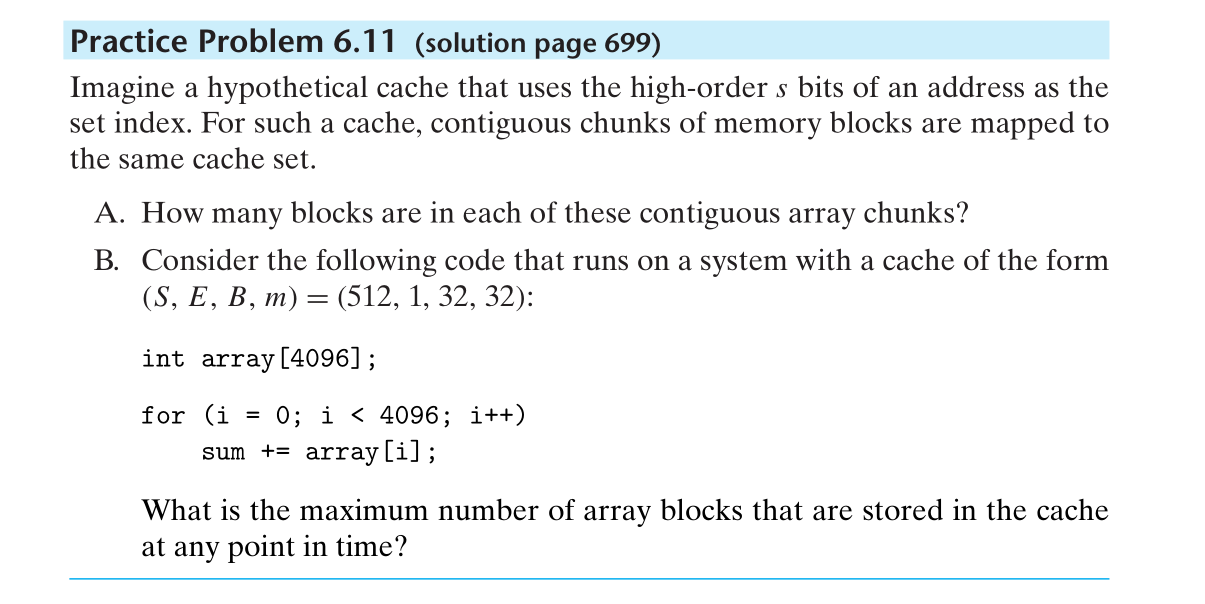 Practice Problem 6.11 (solution page 699)
Imagine a hypothetical cache that uses the high-order s bits of an address as the
set index. For such a cache, contiguous chunks of memory blocks are mapped to
the same cache set.
A. How many blocks are in each of these contiguous array chunks?
B. Consider the following code that runs on a system with a cache of the form
(S, E, B, m) = (512, 1, 32, 32):
int array[4096];
for (i = 0; i < 4096; i++)
sum += array[i];
What is the maximum number of array blocks that are stored in the cache
at any point in time?